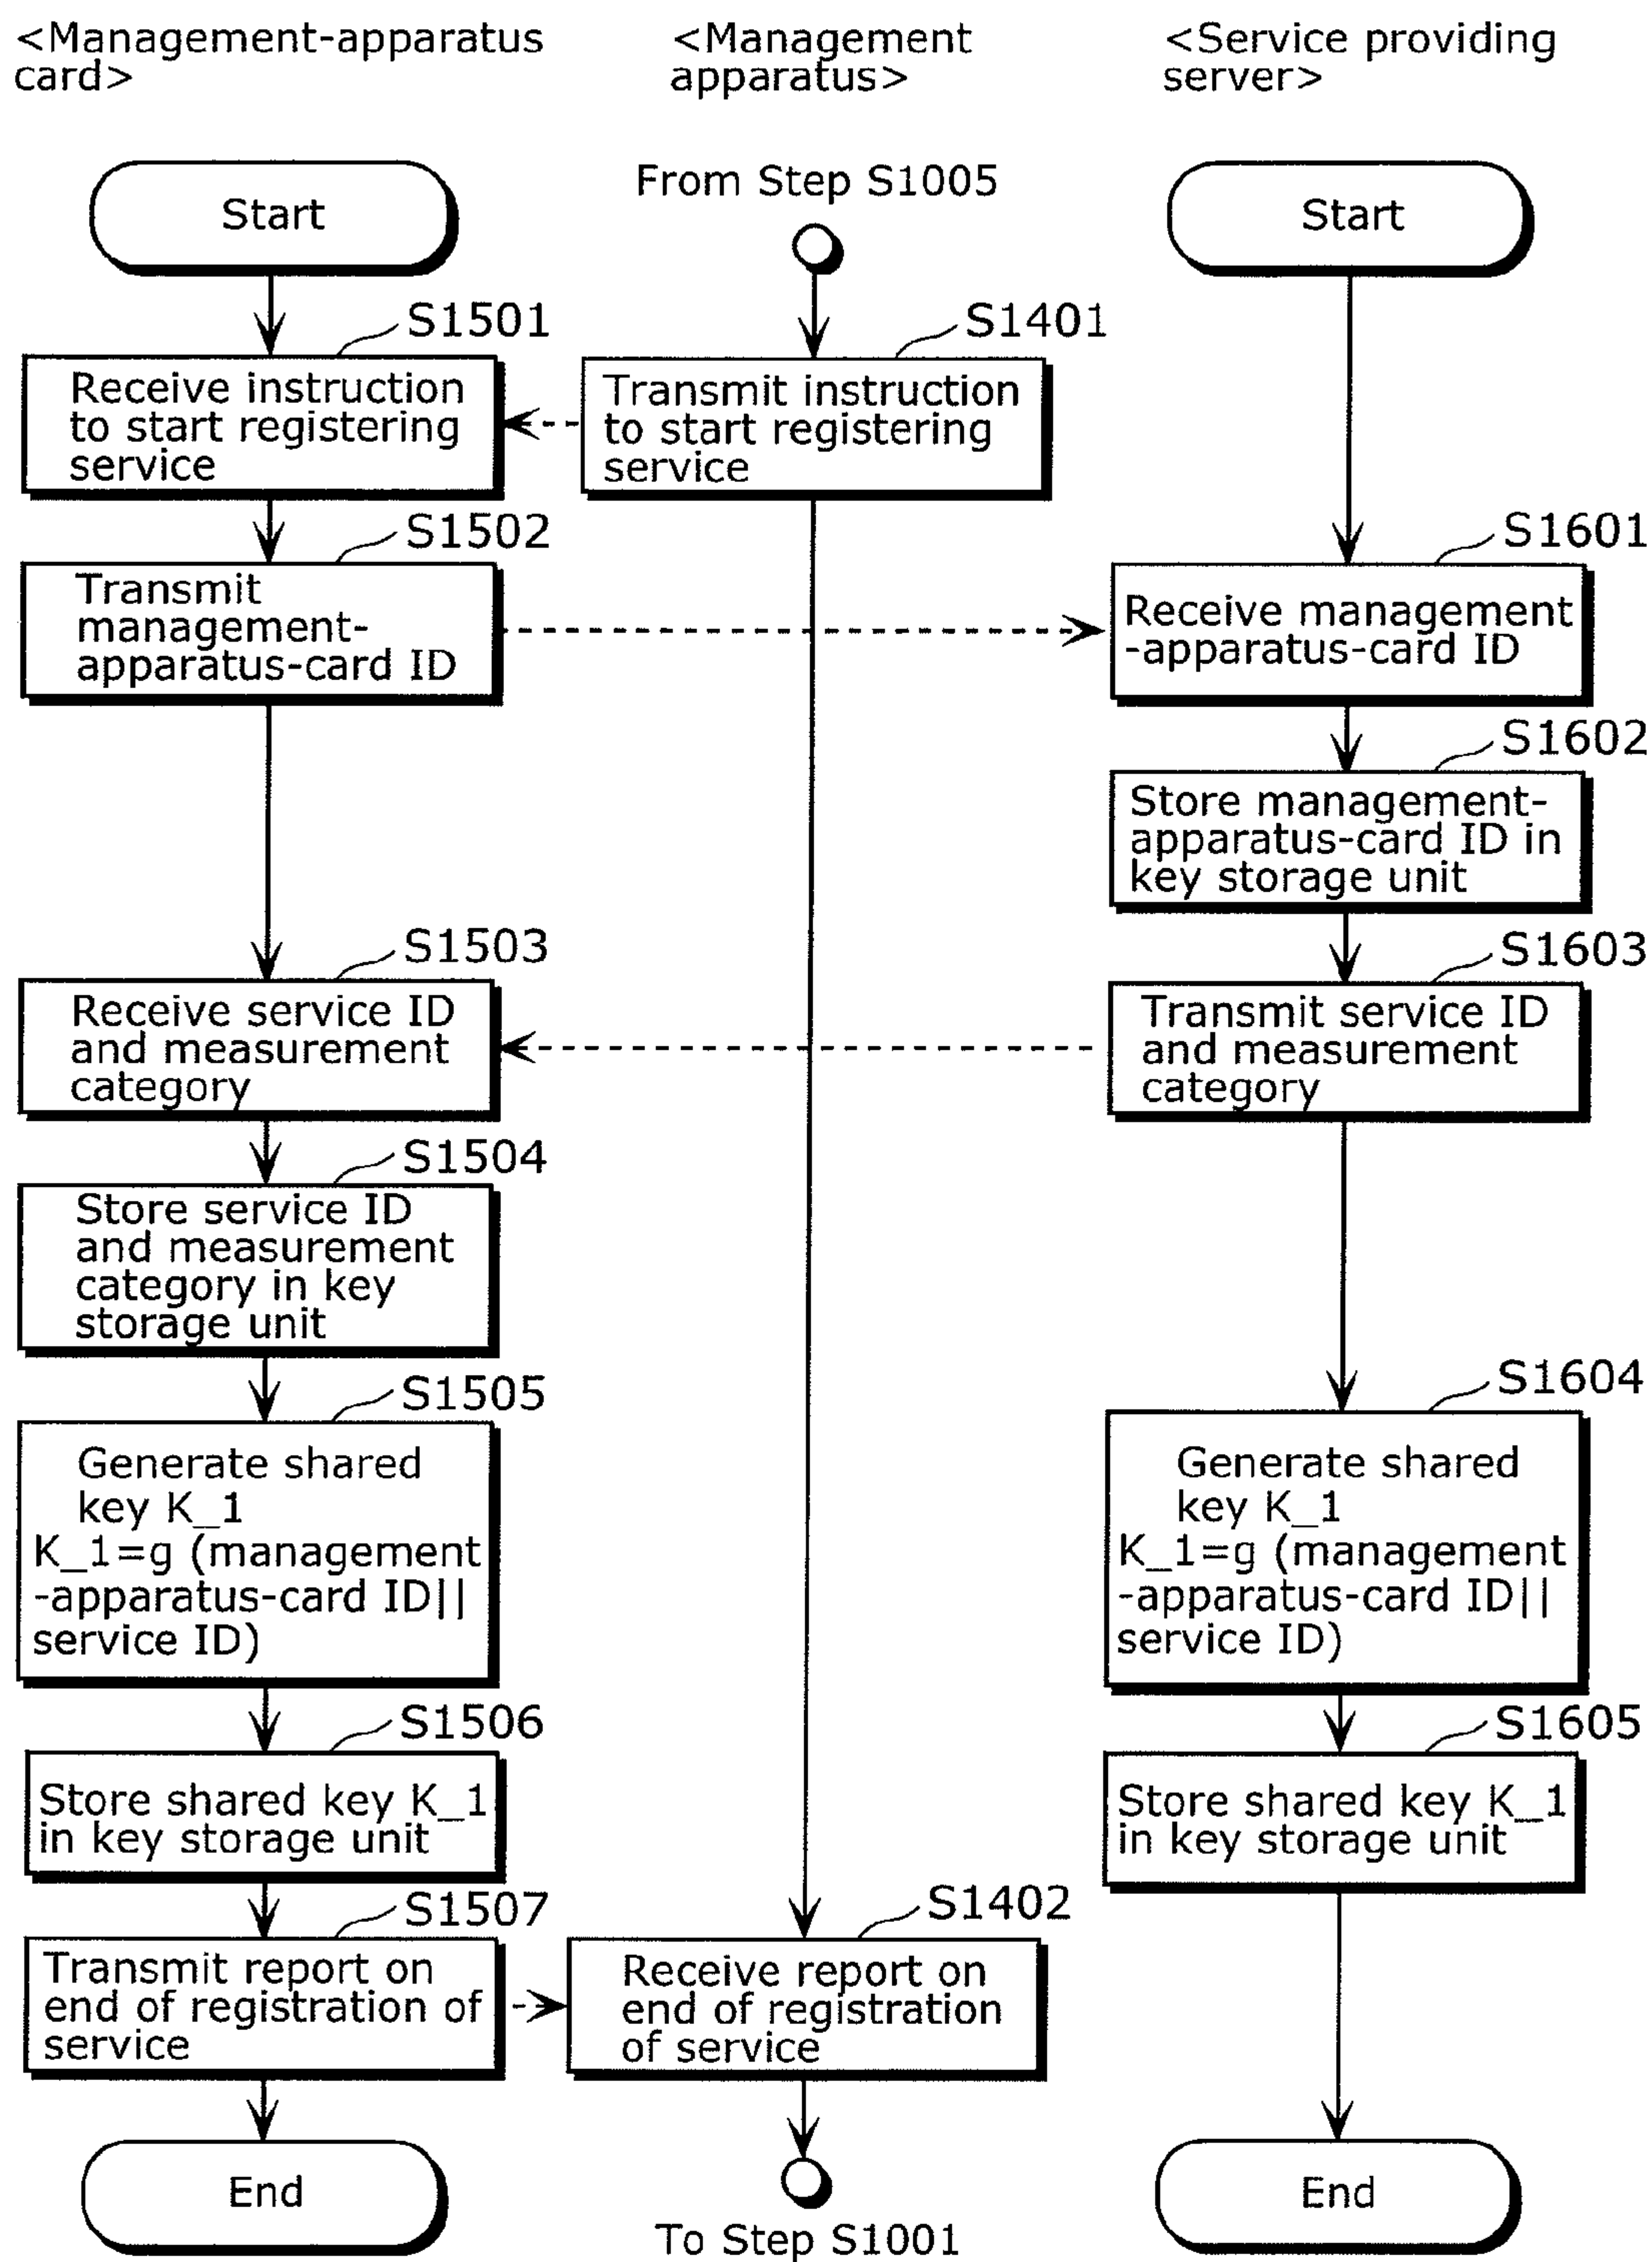 <Management-apparatus
card>
<Management
apparatus>
<Service providing
server>
Start
From Step S1005
Start
S1501
Receive instruction
to start registering
service
S1401
Transmit instruction
to start registering
service
S1502
Transmit
management-
apparatus-card ID
S1601
Receive management
-apparatus-card ID
S1602
Store management-
apparatus-card ID in
key storage unit
S1503
Receive service ID
and measurement
category
S1603
Transmit service ID
and measurement
category
S1504
Store service ID
and measurement
category in key
storage unit
S1505
Generate shared
key K_1
K_1=g (management
-apparatus-card ID||
service ID)
S1604
Generate shared
key K_1
K_1=g (management
-apparatus-card ID||
service ID)
S1506
Store shared key K_1
in key storage unit
S1605
Store shared key K_1
in key storage unit
S1507
Transmit report on
end of registration of
service
S1402
Receive report on
end of registration
of service
End
To Step S1001
End